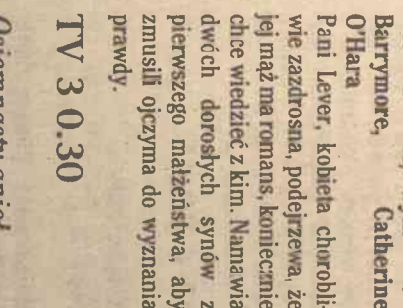 Barrymore, Catherine
O'Hara
Pani Lever, kobieta chorobli-
wie zazdrosna, podejrzewa, że
jej mąż ma romans, koniecznie
chce wiedzieć z kim. Namawia
dwóch dorosłych synów z
pierwszego małżeństwa, aby
zmusili ojczyma do wyznania
prawdy.
TV 3 0.30